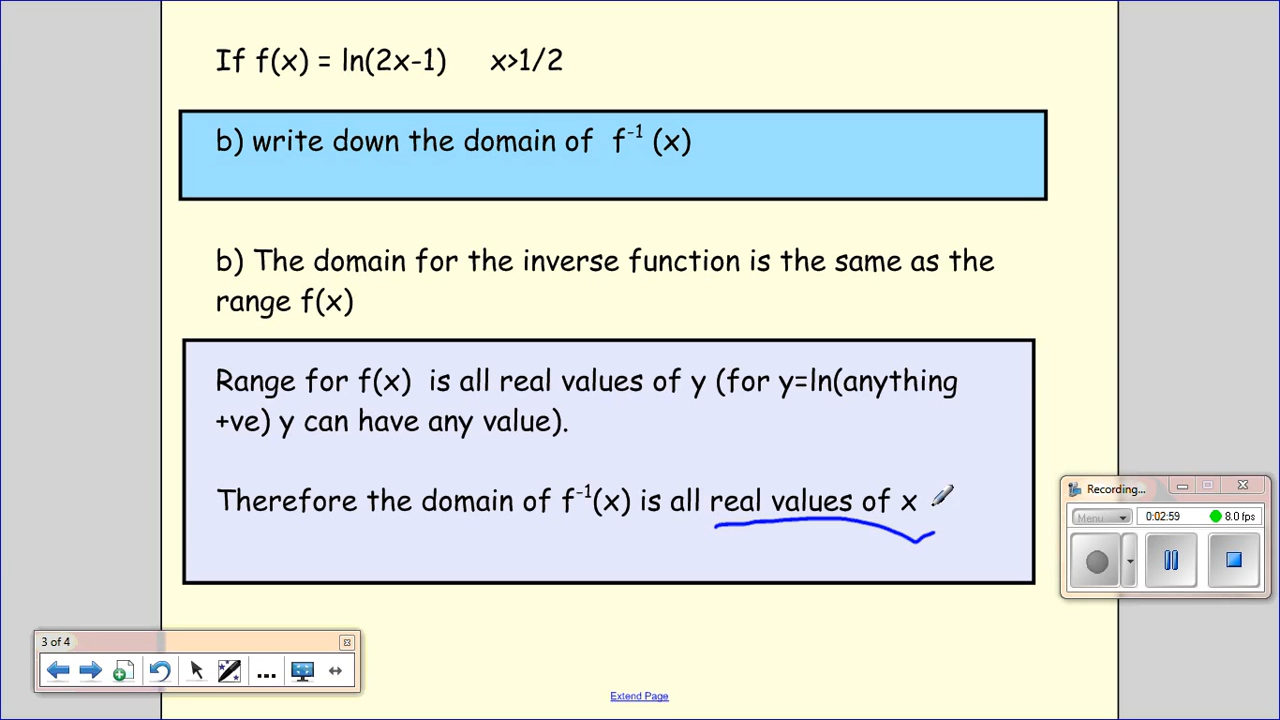 If f(x) = ln(2x-1) x>1/2
b) write down the domain of f⁻¹ (x)
b) The domain for the inverse function is the same as the
range f(x)
Range for f(x) is all real values of y (for y=ln(anything
+ve) y can have any value).
Therefore the domain of f⁻¹(x) is all real values of x
Recording...
Menu
0:02:59
8.0 fps
3 of 4
...
Extend Page